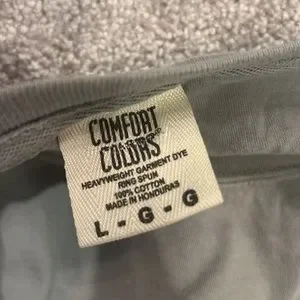 COMFORT
COLORS
HEAVYWEIGHT GARMENT DYE
RING SPUN
100% COTTON
MADE IN HONDURAS
L - G - G